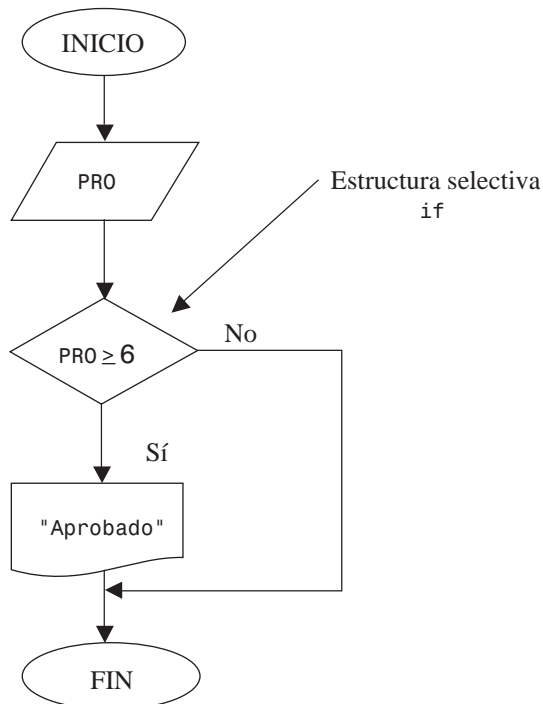 INICIO
PRO
Estructura selectiva
if
No
PRO ≥ 6
Sí
"Aprobado"
FIN